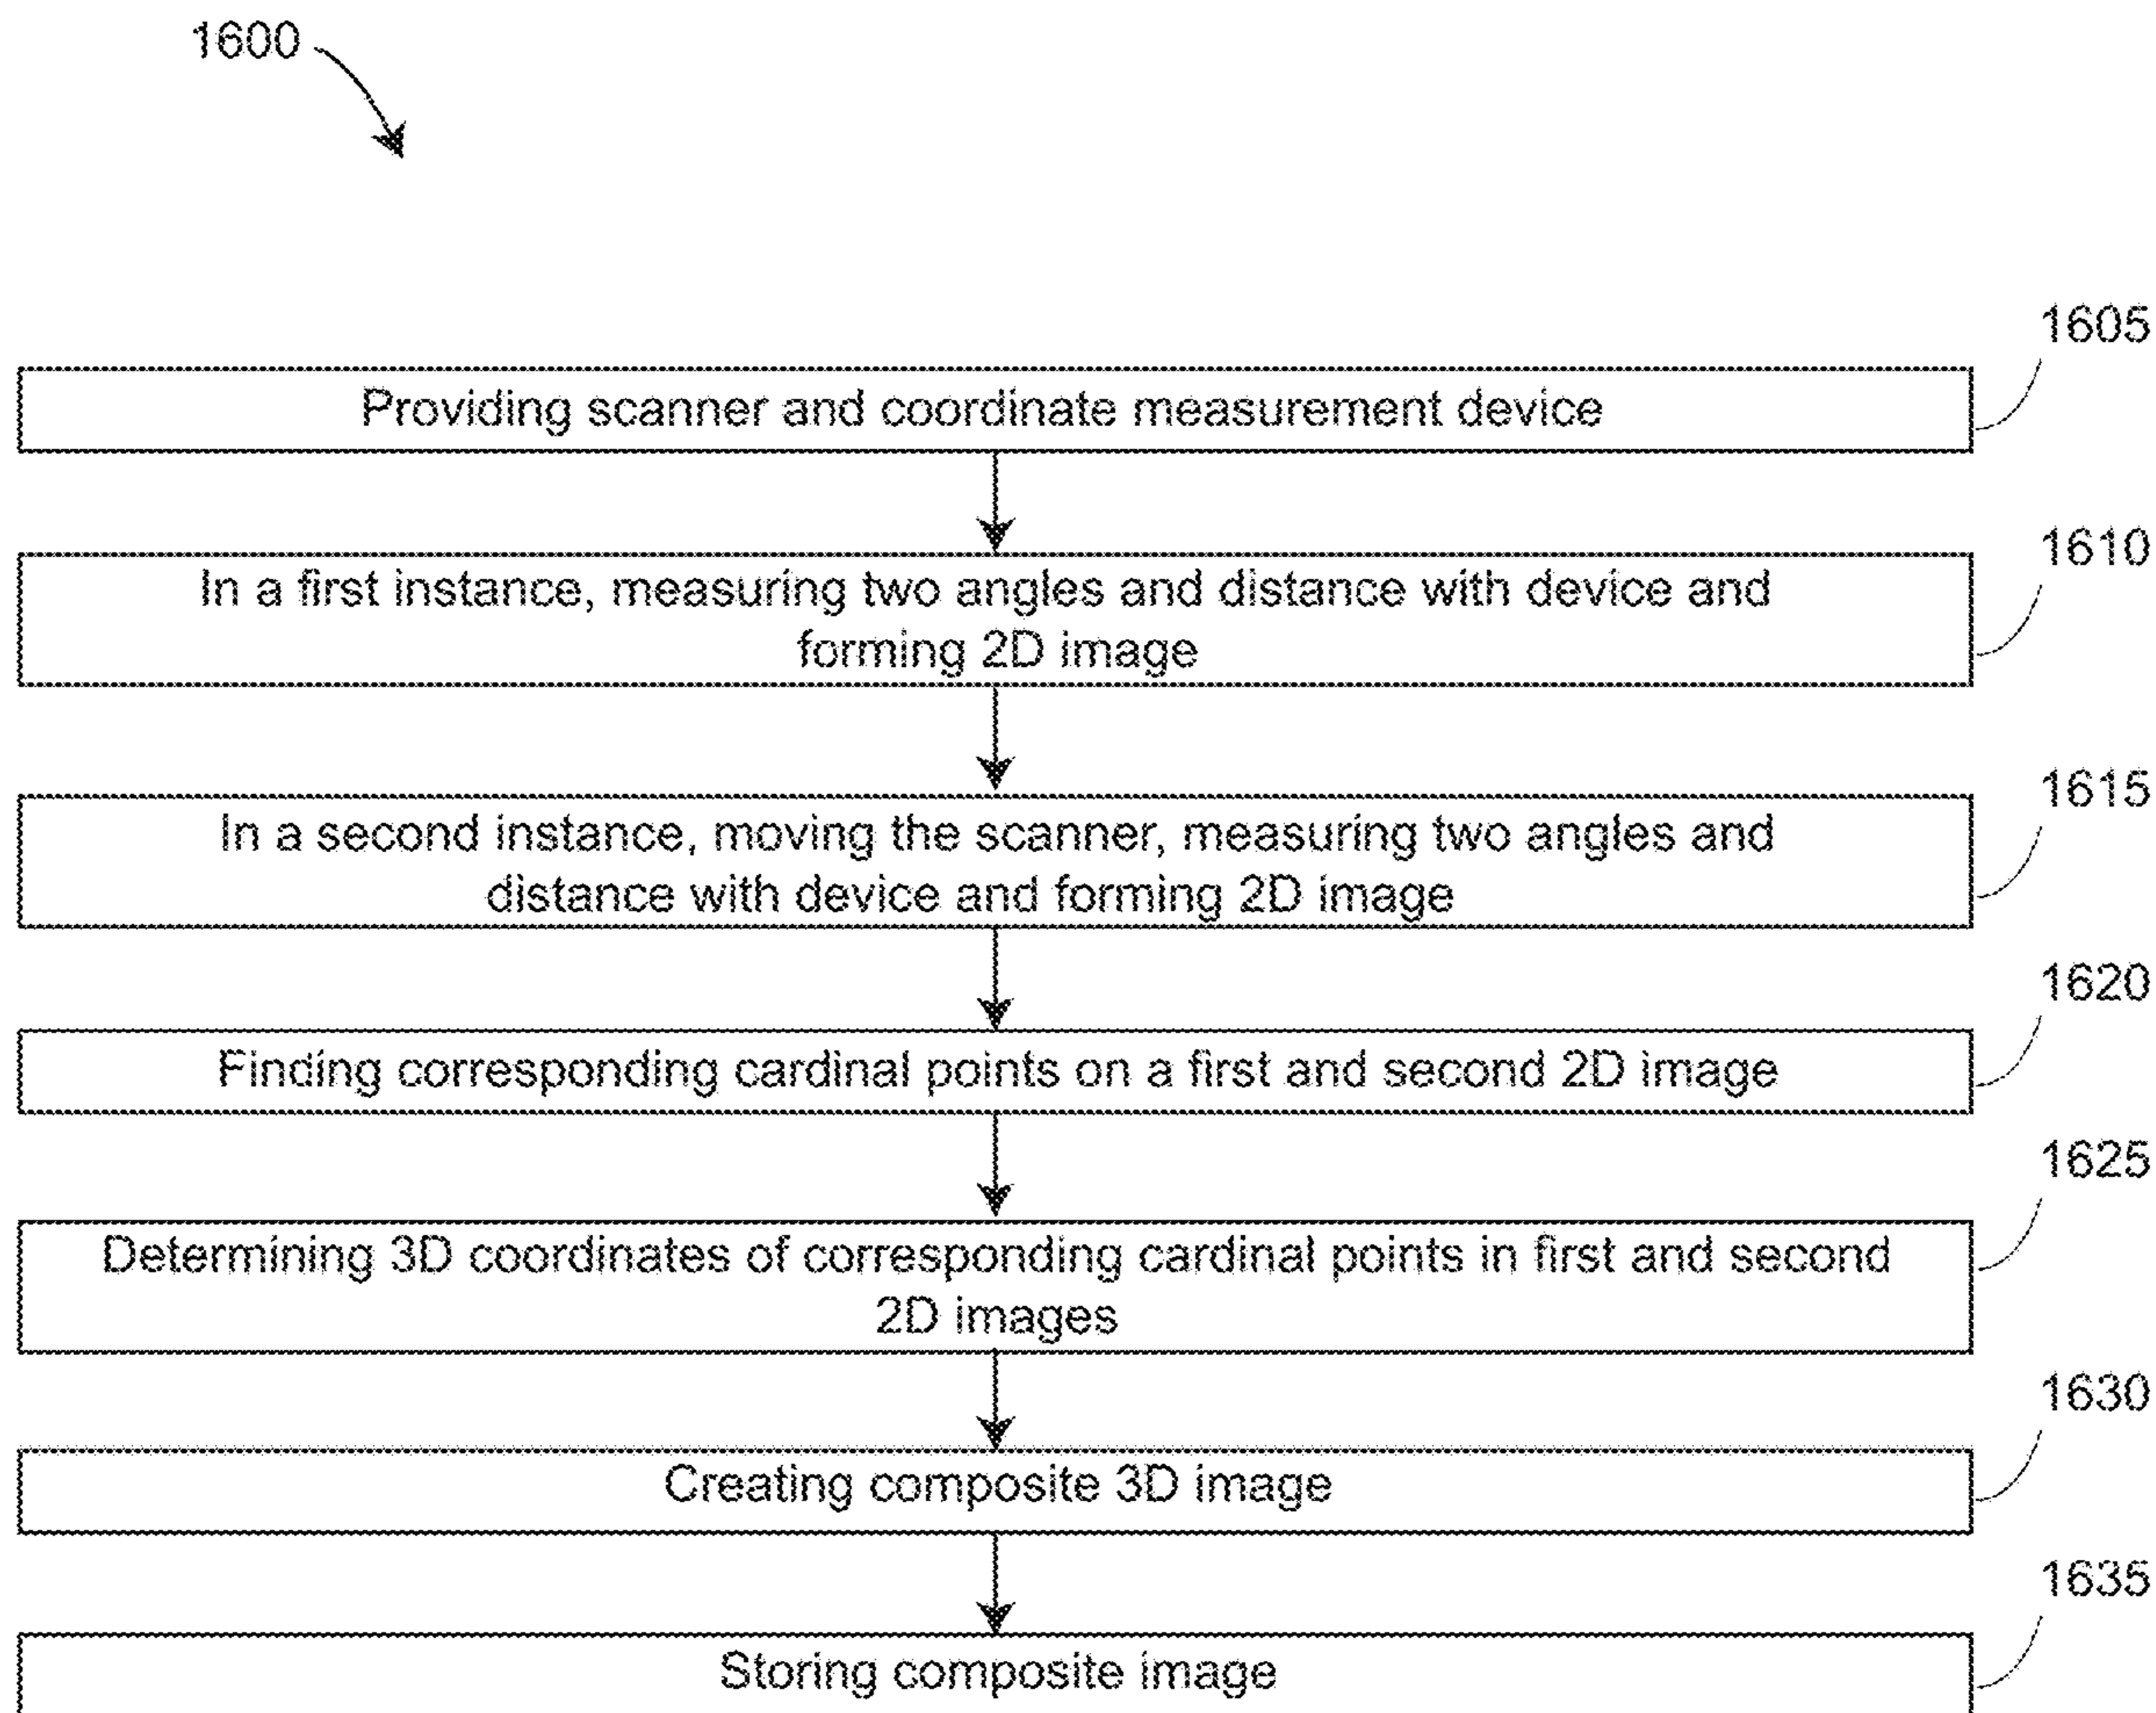 1600
1605
Providing scanner and coordinate measurement device
1610
In a first instance, measuring two angles and distance with device and
forming 2D image
1615
In a second instance, moving the scanner, measuring two angles and
distance with device and forming 2D image
1620
Finding corresponding cardinal points on a first and second 2D image
1625
Determining 3D coordinates of corresponding cardinal points in first and second
2D images
1630
Creating composite 3D image
1635
Storing composite image